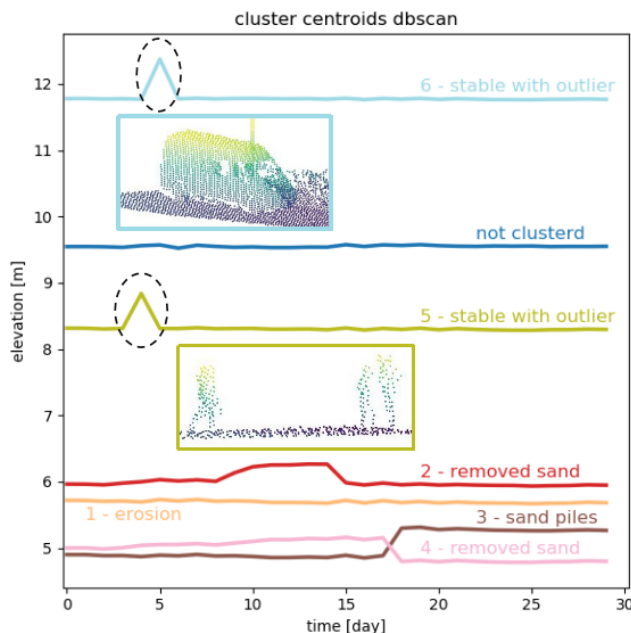 cluster centroids dbscan
12
6 - stable with outlier
11
10
not clusterd
9
5 - stable with outlier
8
7
6
2 - removed sand
1 - erosion
3 - sand piles
5
4 - removed sand
0 5 10 15 20 25 30
time [day]
elevation [m]